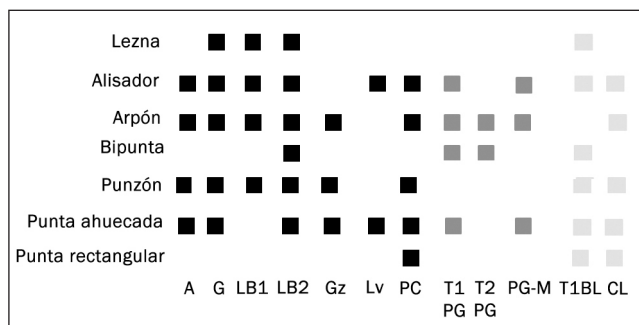 Lezna
Alisador
Arpón
Bipunta
Punzón
Punta ahuecada
Punta rectangular
A G LB1 LB2 Gz Lv PC T1 T2 PG-M T1BL CL
PG PG